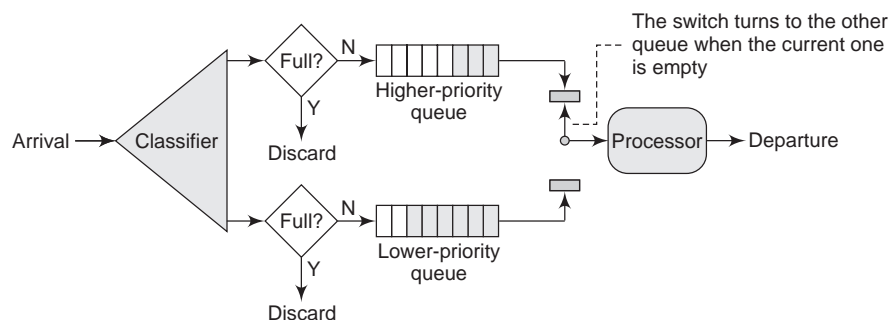 The switch turns to the other
queue when the current one
is empty
Full?
N
Higher-priority
queue
Y
Discard
Arrival
Classifier
Processor
Departure
Full?
N
Lower-priority
queue
Y
Discard